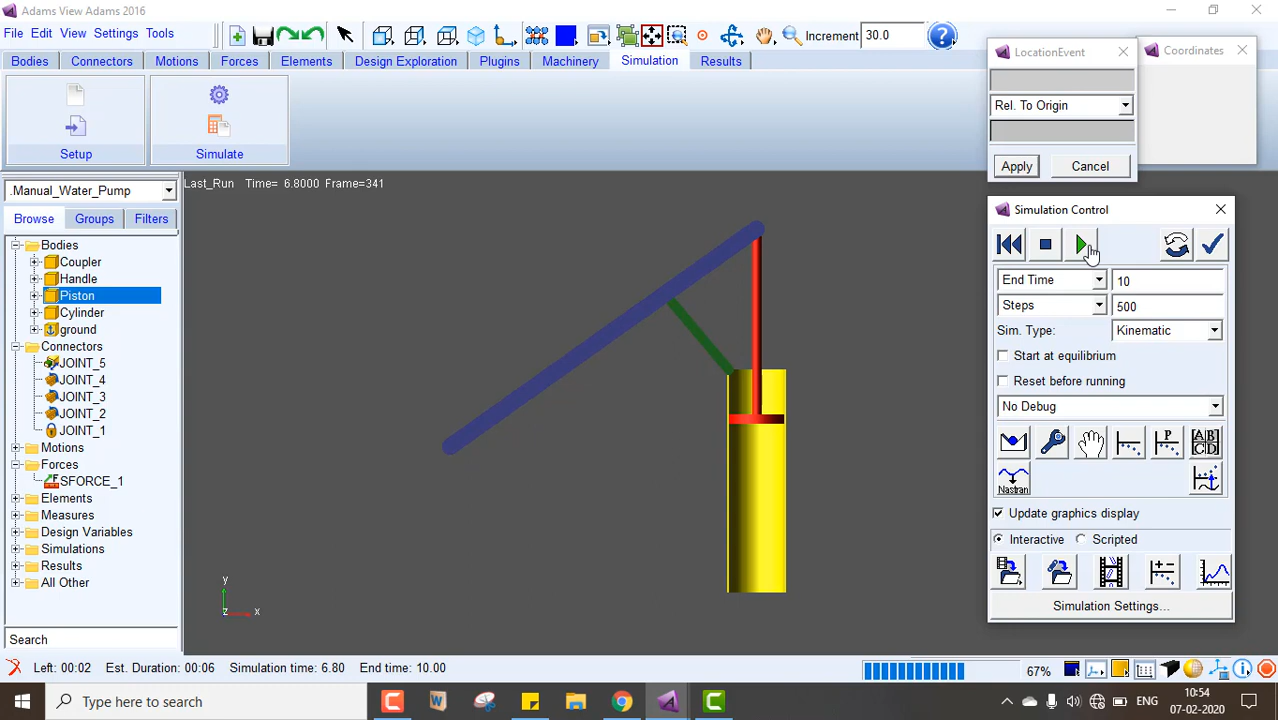 Adams View Adams 2016
File Edit View Settings Tools
Increment 30.0
Bodies Connectors Motions Forces Elements Design Exploration Plugins Machinery Simulation Results
Setup Simulate
LocationEvent
Rel. To Origin
Apply Cancel
Coordinates
.Manual_Water_Pump
Browse Groups Filters
Bodies
Coupler
Handle
Piston
Cylinder
ground
Connectors
JOINT_5
JOINT_4
JOINT_3
JOINT_2
JOINT_1
Motions
Forces
SFORCE_1
Elements
Measures
Design Variables
Simulations
Results
All Other
Search
Last_Run Time= 6.8000 Frame=341
y
z x
Simulation Control
End Time 10
Steps 500
Sim. Type: Kinematic
Start at equilibrium
Reset before running
No Debug
P
A B C D
Nastran
Update graphics display
Interactive Scripted
Simulation Settings...
Left: 00:02 Est. Duration: 00:06 Simulation time: 6.80 End time: 10.00
67%
Type here to search
ENG
10:54
07-02-2020